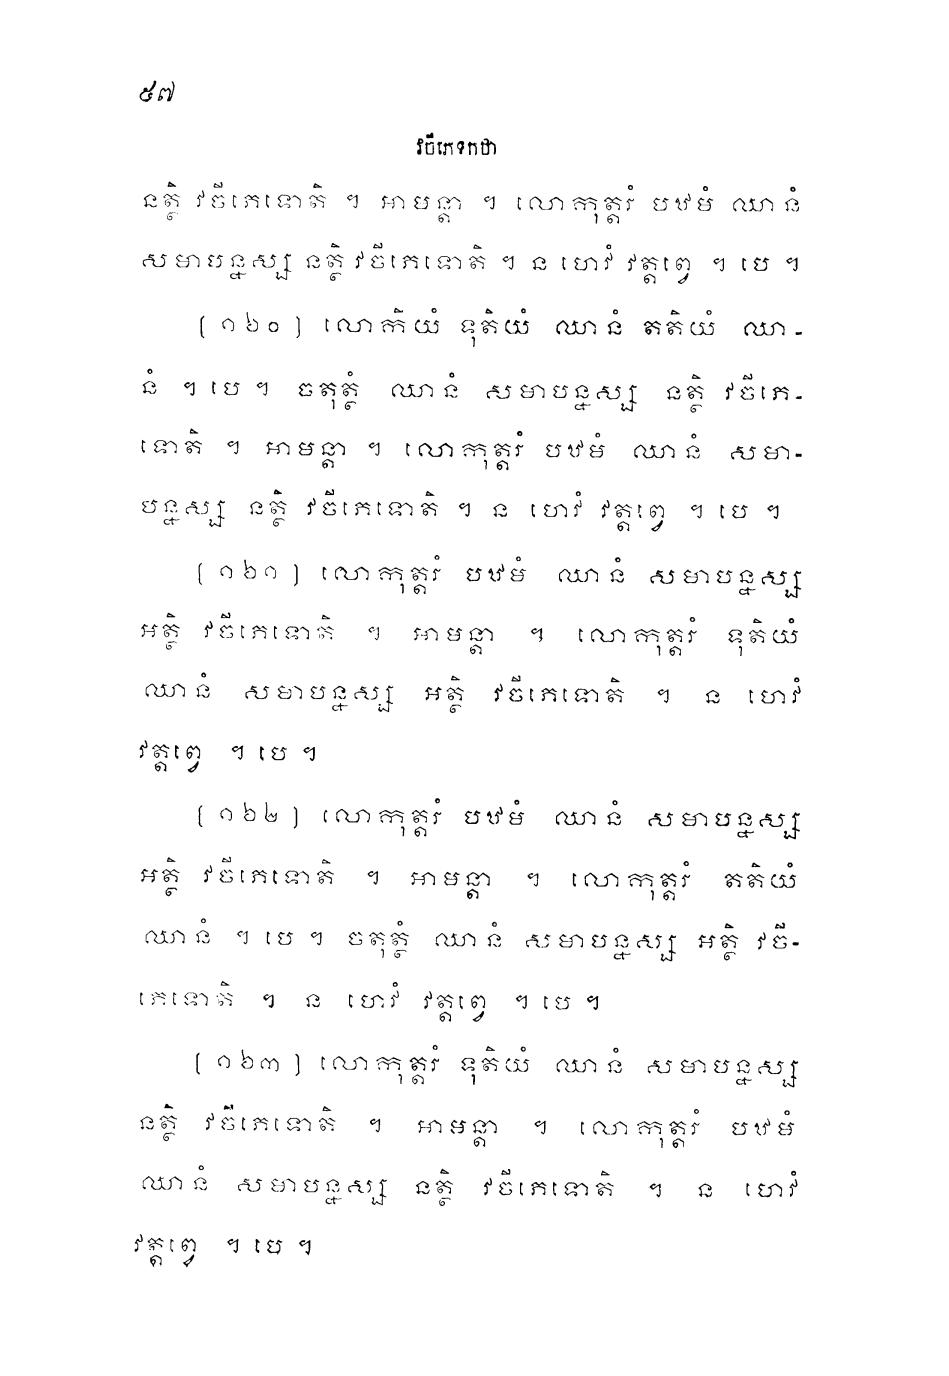 ៥៧
វចីភេទកថា
នត្ថិ វចីភេទោតិ ។ អាមន្តា ។ លោកុត្តរំ បឋមំ ឈានំ
សមាបន្នស្ស នត្ថិ វចីភេទោតិ ។ ន ហេវំ វត្តព្វេ ។ បេ ។
(១៦០) លោកិយំ ទុតិយំ ឈានំ តតិយំ ឈា-
នំ ។ បេ ។ ចតុត្ថំ ឈានំ សមាបន្នស្ស នត្ថិ វចីភេ-
ទោតិ ។ អាមន្តា ។ លោកុត្តរំ បឋមំ ឈានំ សមា-
បន្នស្ស នត្ថិ វចីភេទោតិ ។ ន ហេវំ វត្តព្វេ ។ បេ ។
(១៦១) លោកុត្តរំ បឋមំ ឈានំ សមាបន្នស្ស
អត្ថិ វចីភេទោតិ ។ អាមន្តា ។ លោកុត្តរំ ទុតិយំ
ឈានំ សមាបន្នស្ស អត្ថិ វចីភេទោតិ ។ ន ហេវំ
វត្តព្វេ ។ បេ ។
(១៦២) លោកុត្តរំ បឋមំ ឈានំ សមាបន្នស្ស
អត្ថិ វចីភេទោតិ ។ អាមន្តា ។ លោកុត្តរំ តតិយំ
ឈានំ ។ បេ ។ ចតុត្ថំ ឈានំ សមាបន្នស្ស អត្ថិ វចី-
ភេទោតិ ។ ន ហេវំ វត្តព្វេ ។ បេ ។
(១៦៣) លោកុត្តរំ ទុតិយំ ឈានំ សមាបន្នស្ស
នត្ថិ វចីភេទោតិ ។ អាមន្តា ។ លោកុត្តរំ បឋមំ
ឈានំ សមាបន្នស្ស នត្ថិ វចីភេទោតិ ។ ន ហេវំ
វត្តព្វេ ។ បេ ។